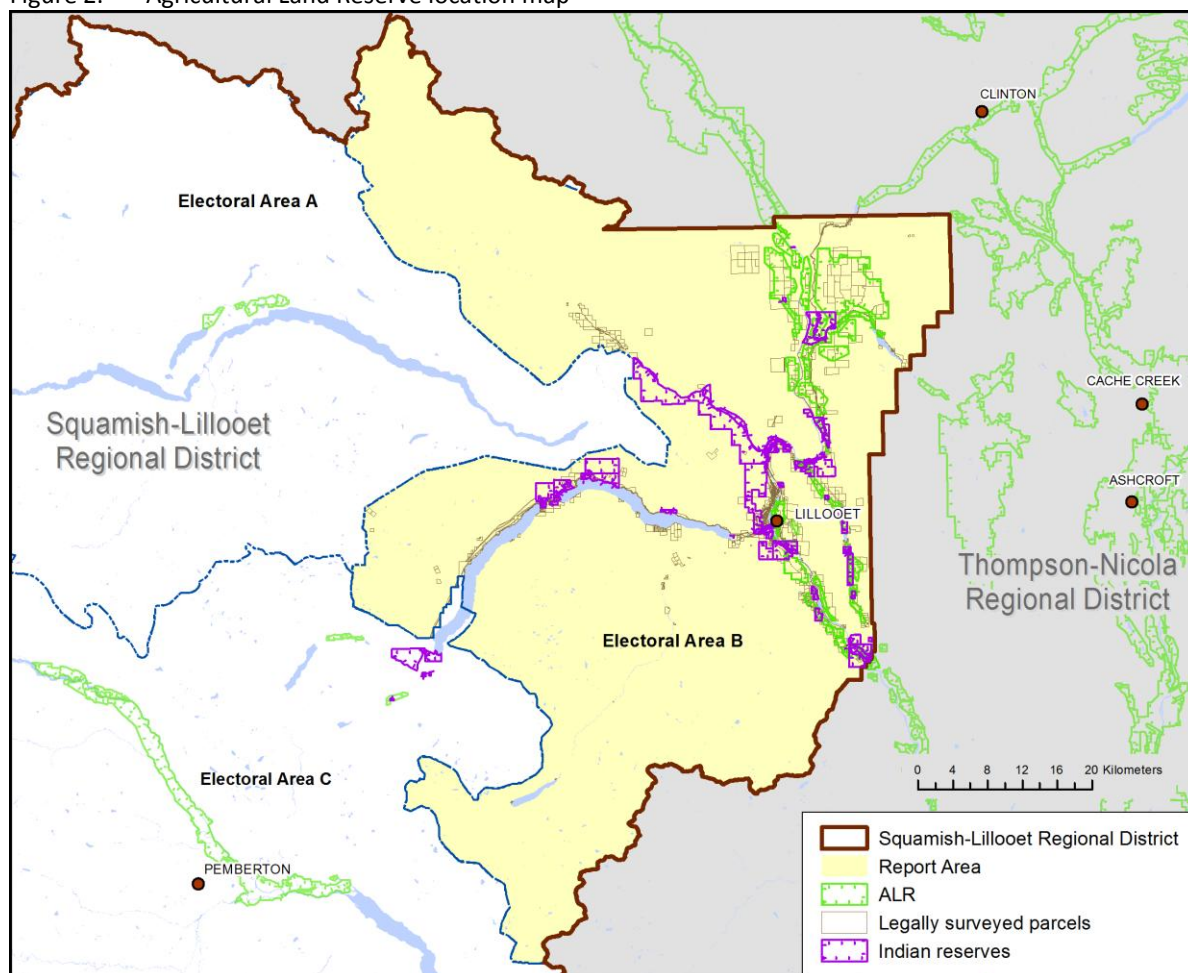 Figure 2. Agricultural Land Reserve location map
CLINTON
Electoral Area A
CACHE CREEK
Squamish-Lillooet
Regional District
ASHCROFT
LILLOOET
Thompson-Nicola
Regional District
Electoral Area B
Electoral Area C
0 4 8 12 16 20 Kilometers
PEMBERTON
Squamish-Lillooet Regional District
Report Area
ALR
Legally surveyed parcels
Indian reserves